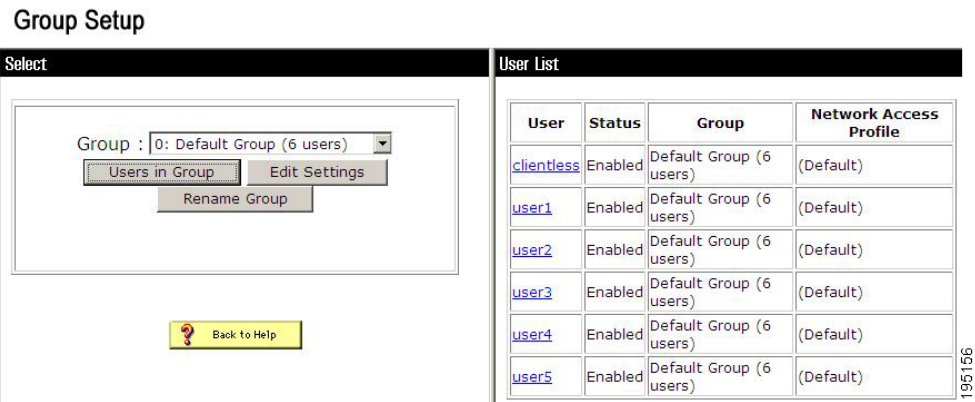 Group Setup
Select
Group : 0: Default Group (6 users)
Users in Group Edit Settings
Rename Group
Back to Help
User List
User Status Group Network Access Profile
clientless Enabled Default Group (6 users) (Default)
user1 Enabled Default Group (6 users) (Default)
user2 Enabled Default Group (6 users) (Default)
user3 Enabled Default Group (6 users) (Default)
user4 Enabled Default Group (6 users) (Default)
user5 Enabled Default Group (6 users) (Default)
195156